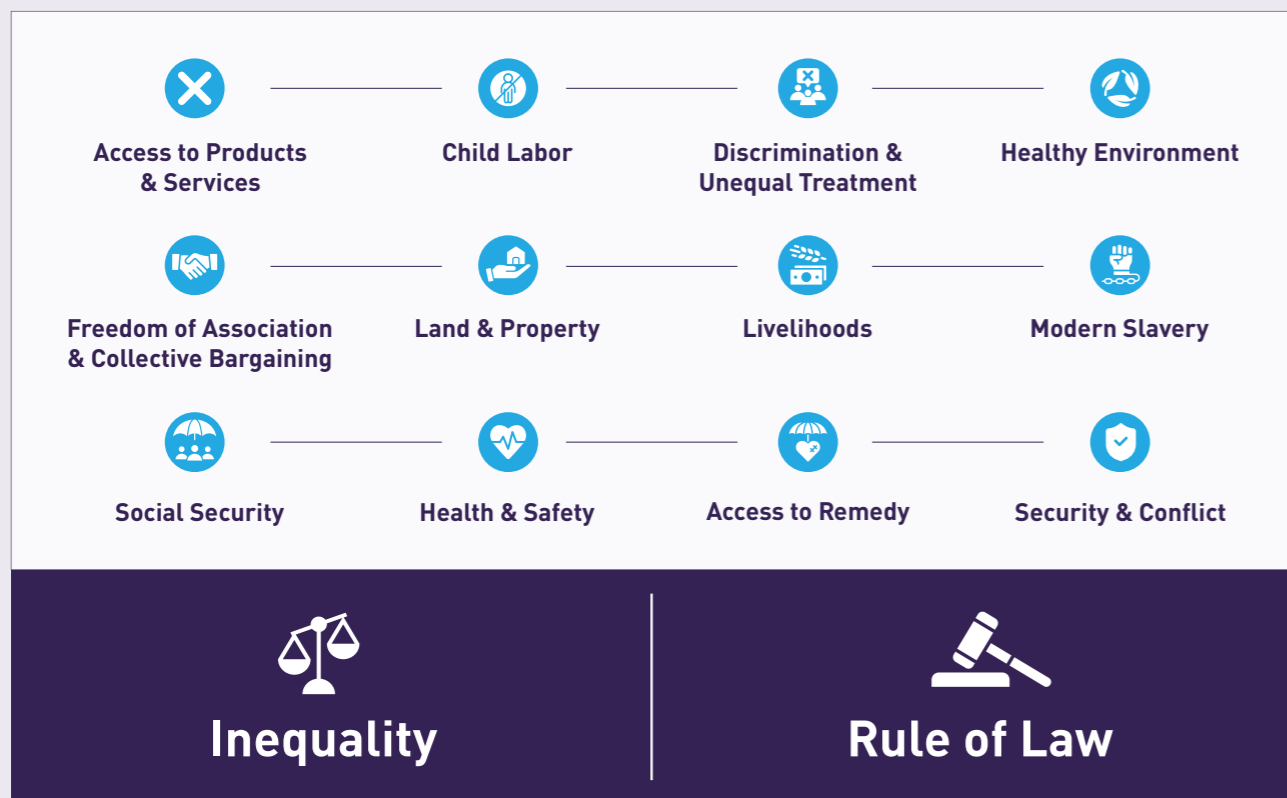 Access to Products
& Services
Child Labor
Discrimination &
Unequal Treatment
Healthy Environment
Freedom of Association
& Collective Bargaining
Land & Property
Livelihoods
Modern Slavery
Social Security
Health & Safety
Access to Remedy
Security & Conflict
Inequality
Rule of Law